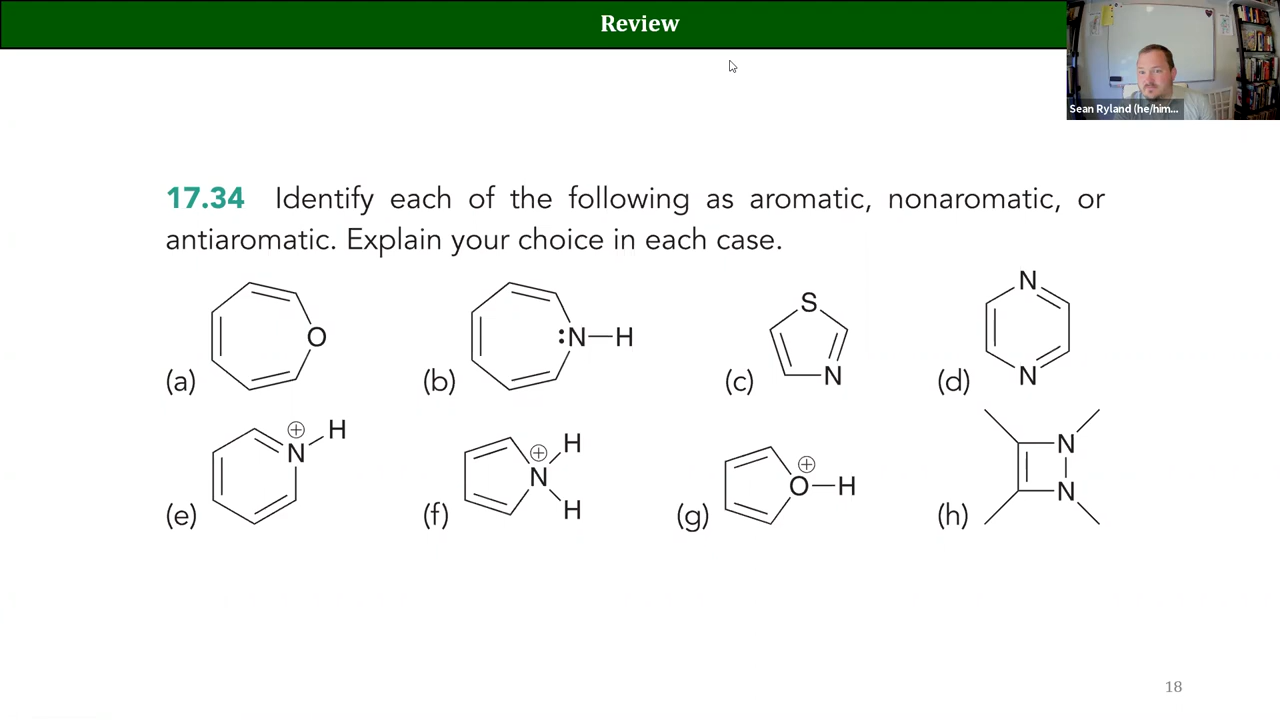 Review
Sean Ryland (he/him...
17.34 Identify each of the following as aromatic, nonaromatic, or
antiaromatic. Explain your choice in each case.
O
(a)
:N—H
(b)
S
N
(c)
N
N
(d)
⊕
H
N
(e)
H
⊕
N
H
(f)
⊕
O—H
(g)
N
N
(h)
18